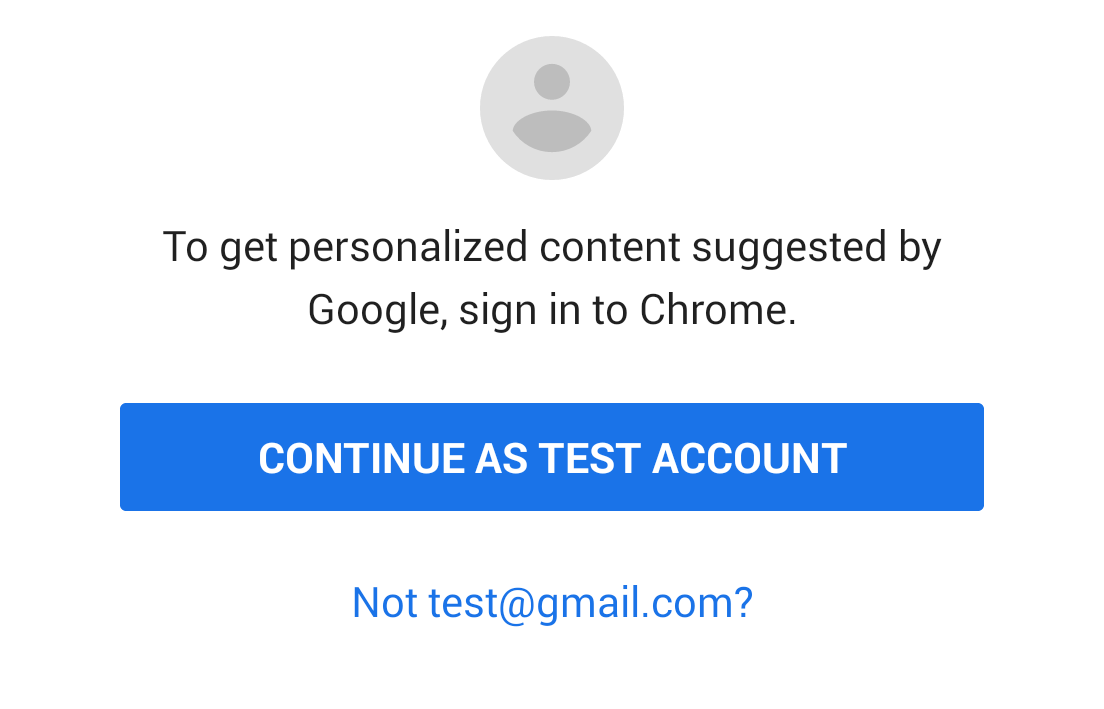 To get personalized content suggested by
Google, sign in to Chrome.
CONTINUE AS TEST ACCOUNT
Not test@gmail.com?